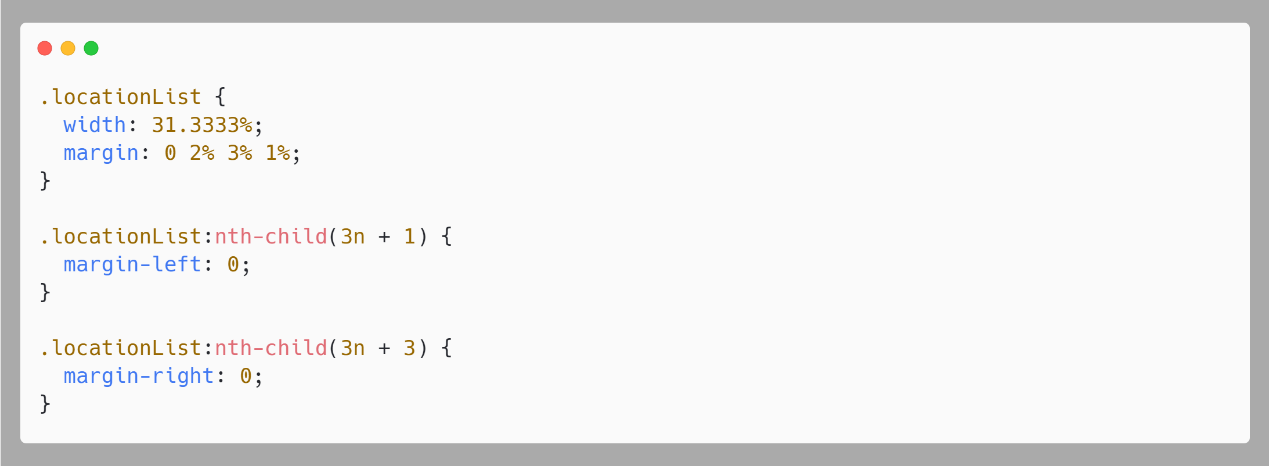 .locationList {
  width: 31.3333%;
  margin: 0 2% 3% 1%;
}

.locationList:nth-child(3n + 1) {
  margin-left: 0;
}

.locationList:nth-child(3n + 3) {
  margin-right: 0;
}